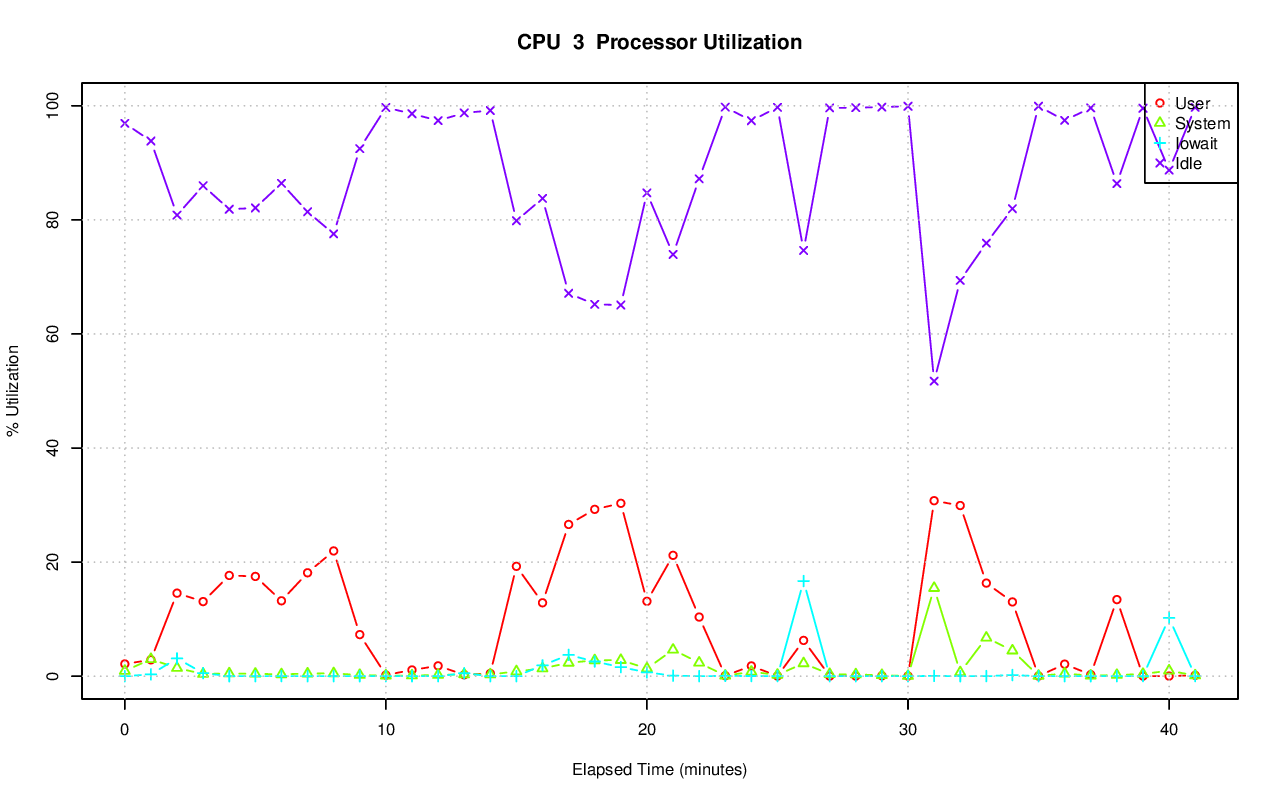 CPU  3  Processor Utilization
% Utilization
100
80
60
40
20
0
User
System
Iowait
Idle
0 10 20 30 40
Elapsed Time (minutes)